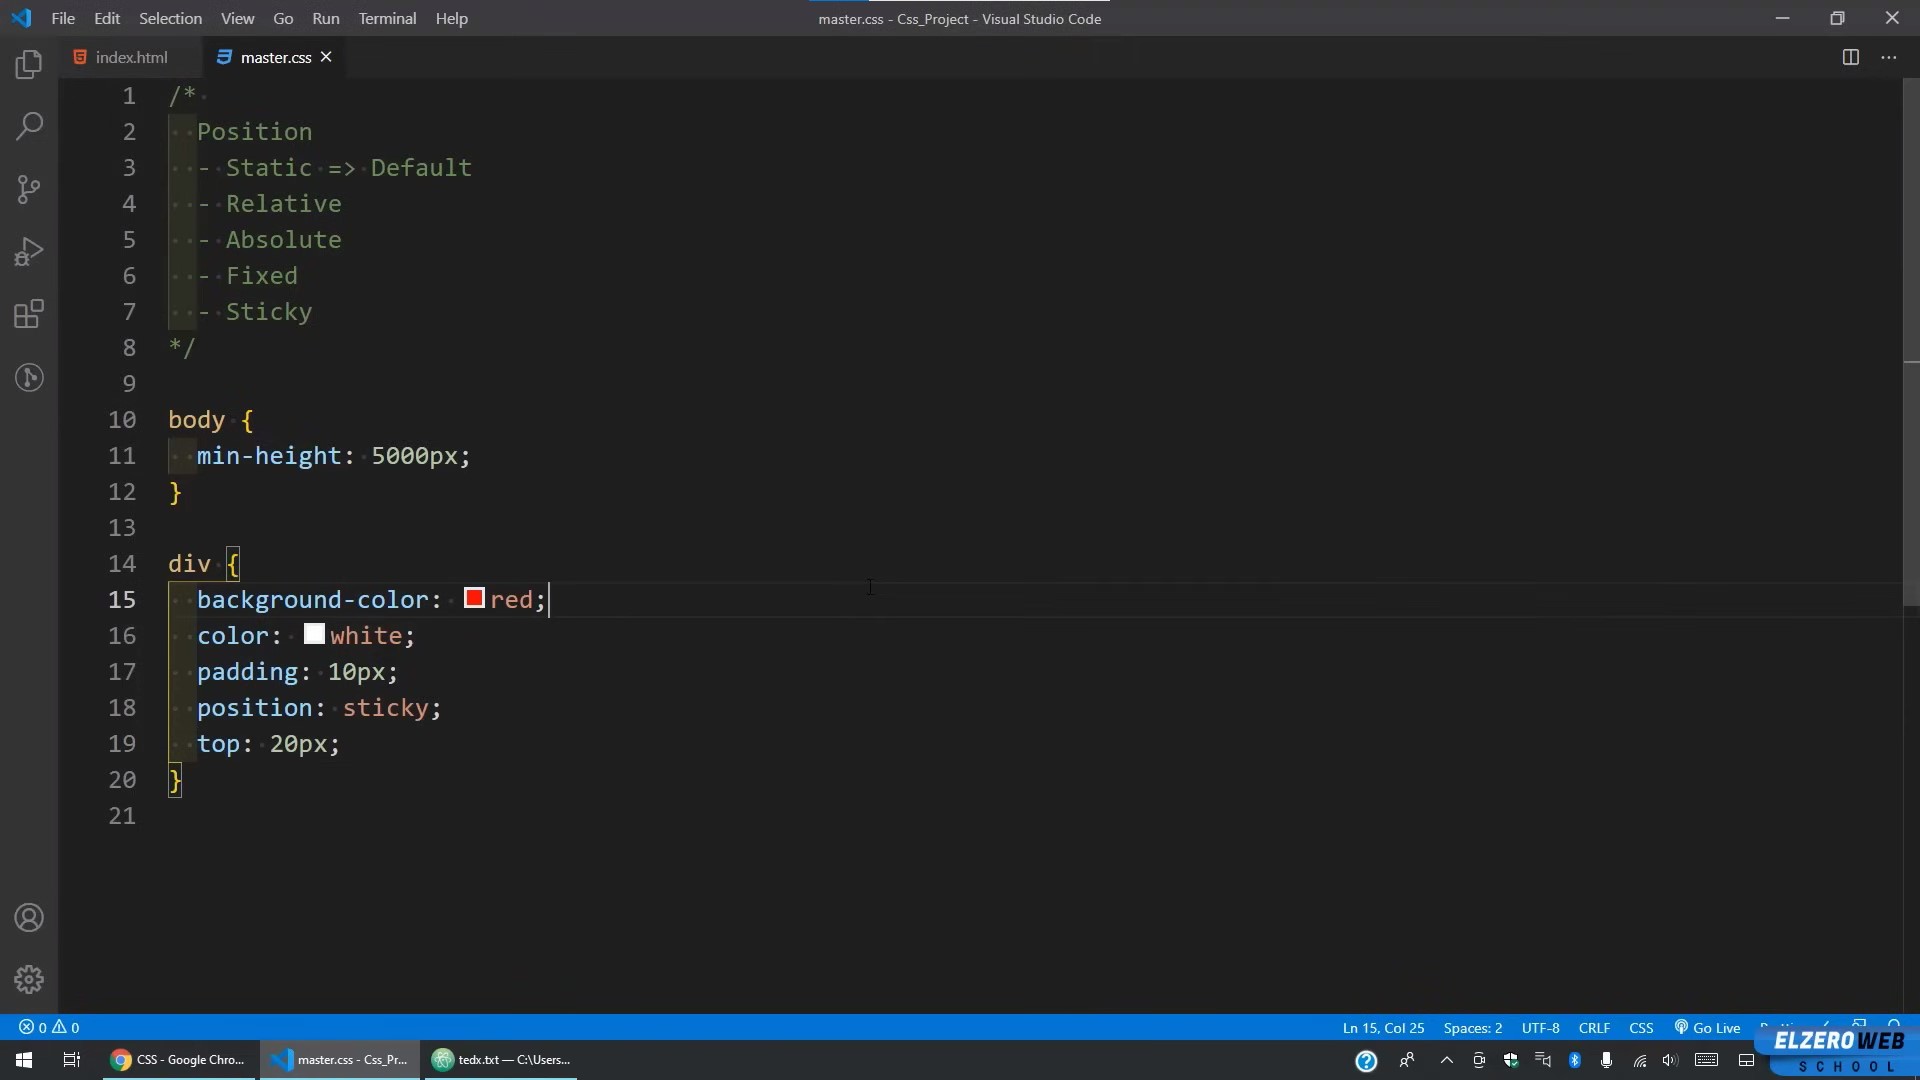 File Edit Selection View Go Run Terminal Help
master.css - Css_Project - Visual Studio Code
index.html
master.css
1 /*
2 Position
3 - Static => Default
4 - Relative
5 - Absolute
6 - Fixed
7 - Sticky
8 */
9
10 body {
11 min-height: 5000px;
12 }
13
14 div {
15 background-color: red;
16 color: white;
17 padding: 10px;
18 position: sticky;
19 top: 20px;
20 }
21
0 0
Ln 15, Col 25 Spaces: 2 UTF-8 CRLF CSS Go Live
CSS - Google Chro...
master.css - Css_Pr...
tedx.txt — C:\Users...
ELZEROWEB
SCHOOL